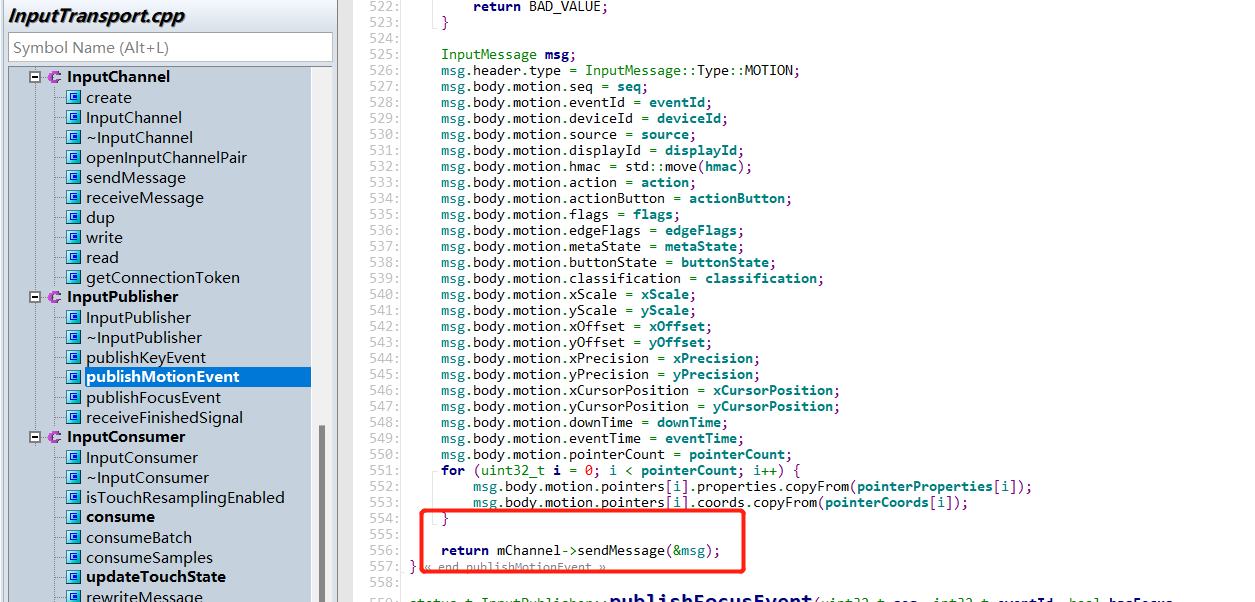 InputTransport.cpp
Symbol Name (Alt+L)
InputChannel
create
InputChannel
~InputChannel
openInputChannelPair
sendMessage
receiveMessage
dup
write
read
getConnectionToken
InputPublisher
InputPublisher
~InputPublisher
publishKeyEvent
publishMotionEvent
publishFocusEvent
receiveFinishedSignal
InputConsumer
InputConsumer
~InputConsumer
isTouchResamplingEnabled
consume
consumeBatch
consumeSamples
updateTouchState
rewriteMessage
522: return BAD_VALUE;
523: }
524:
525: InputMessage msg;
526: msg.header.type = InputMessage::Type::MOTION;
527: msg.body.motion.seq = seq;
528: msg.body.motion.eventId = eventId;
529: msg.body.motion.deviceId = deviceId;
530: msg.body.motion.source = source;
531: msg.body.motion.displayId = displayId;
532: msg.body.motion.hmac = std::move(hmac);
533: msg.body.motion.action = action;
534: msg.body.motion.actionButton = actionButton;
535: msg.body.motion.flags = flags;
536: msg.body.motion.edgeFlags = edgeFlags;
537: msg.body.motion.metaState = metaState;
538: msg.body.motion.buttonState = buttonState;
539: msg.body.motion.classification = classification;
540: msg.body.motion.xScale = xScale;
541: msg.body.motion.yScale = yScale;
542: msg.body.motion.xOffset = xOffset;
543: msg.body.motion.yOffset = yOffset;
544: msg.body.motion.xPrecision = xPrecision;
545: msg.body.motion.yPrecision = yPrecision;
546: msg.body.motion.xCursorPosition = xCursorPosition;
547: msg.body.motion.yCursorPosition = yCursorPosition;
548: msg.body.motion.downTime = downTime;
549: msg.body.motion.eventTime = eventTime;
550: msg.body.motion.pointerCount = pointerCount;
551: for (uint32_t i = 0; i < pointerCount; i++) {
552: msg.body.motion.pointers[i].properties.copyFrom(pointerProperties[i]);
553: msg.body.motion.pointers[i].coords.copyFrom(pointerCoords[i]);
554: }
555:
556: return mChannel->sendMessage(&msg);
557: } « end publishMotionEvent »
558:
559: status_t InputPublisher::publishFocusEvent(uint32_t seq, int32_t eventId, bool hasFocus,